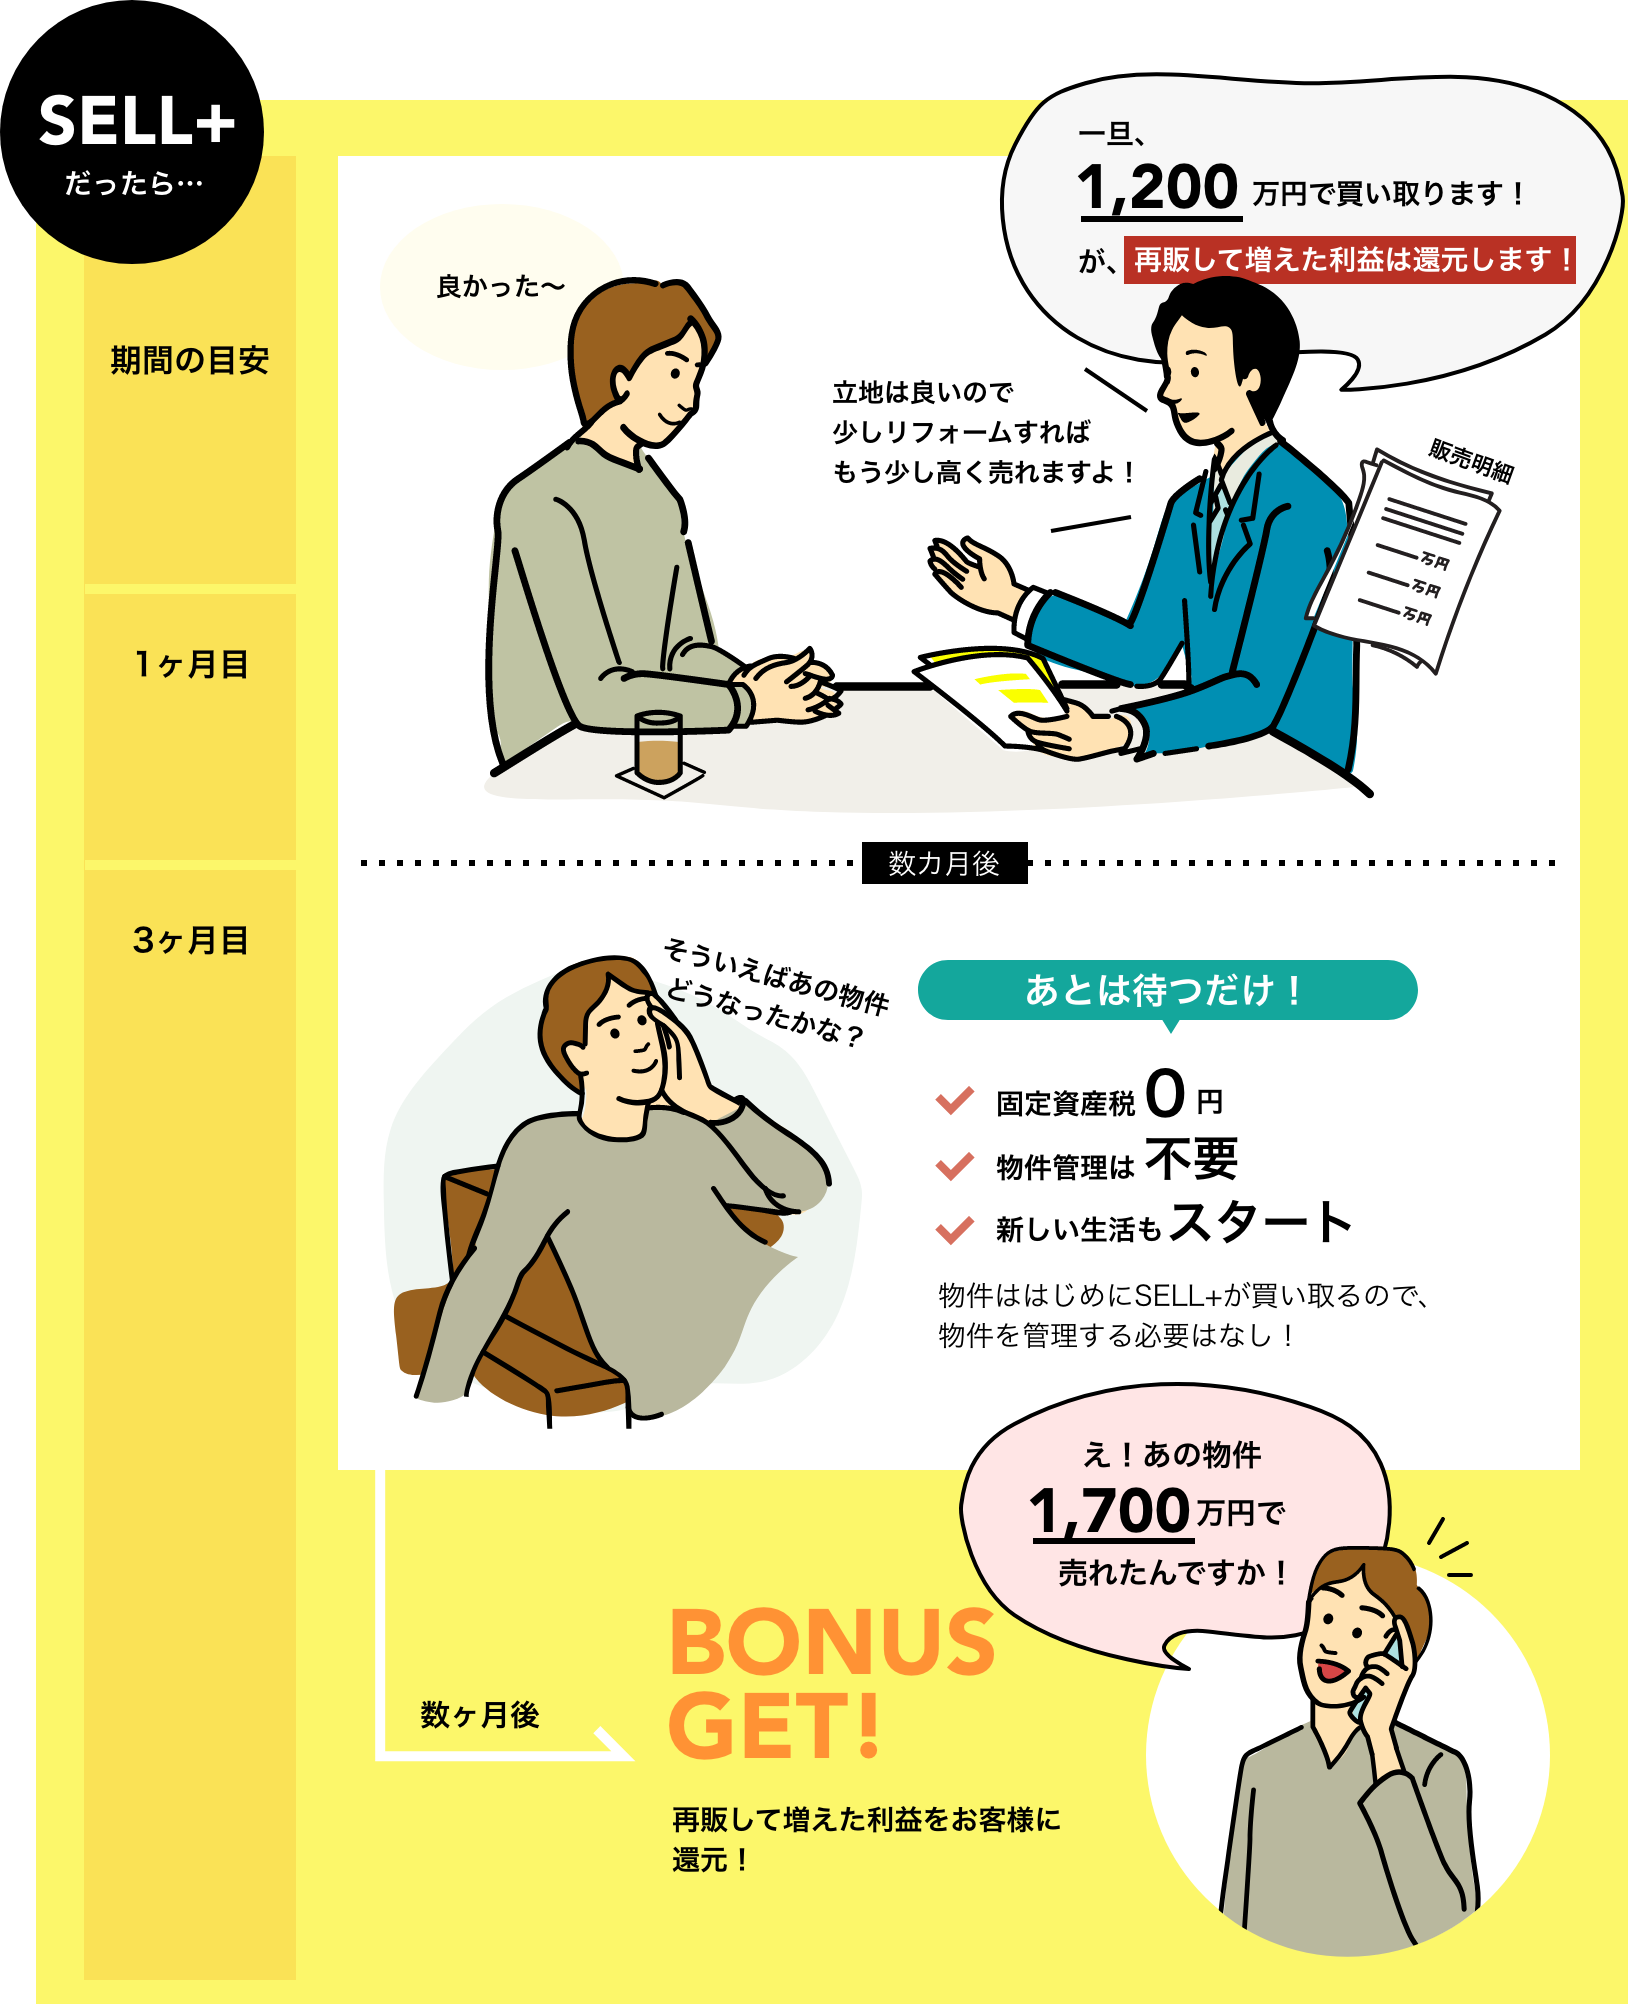 SELL+
だったら…
期間の目安
1ヶ月目
3ヶ月目
一旦、
1,200 万円で買い取ります！
が、再販して増えた利益は還元します！
良かった〜
立地は良いので
少しリフォームすれば
もう少し高く売れますよ！
販売明細
万円
万円
万円
数カ月後
そういえばあの物件
どうなったかな？
あとは待つだけ！
固定資産税 0 円
物件管理は 不要
新しい生活も スタート
物件ははじめにSELL+が買い取るので、
物件を管理する必要はなし！
え！あの物件
1,700万円で
売れたんですか！
数ヶ月後
BONUS
GET!
再販して増えた利益をお客様に
還元！